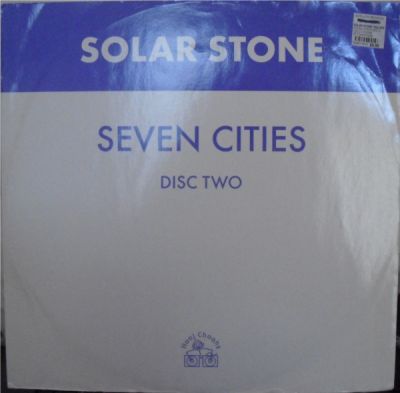 SOLAR STONE
SEVEN CITIES
DISC TWO
Hooj Choons